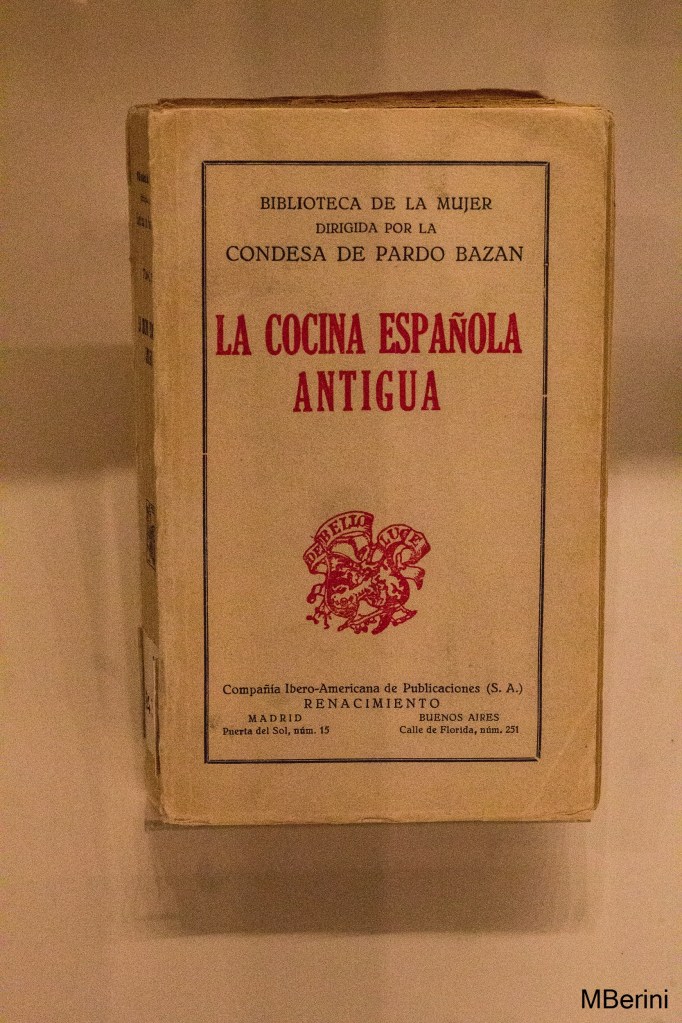 BIBLIOTECA DE LA MUJER
DIRIGIDA POR LA
CONDESA DE PARDO BAZAN
LA COCINA ESPAÑOLA
ANTIGUA
DE BELLO LUCE
Compañía Ibero-Americana de Publicaciones (S. A.)
RENACIMIENTO
MADRID
Puerta del Sol, núm. 15
BUENOS AIRES
Calle de Florida, núm. 251
MBerini